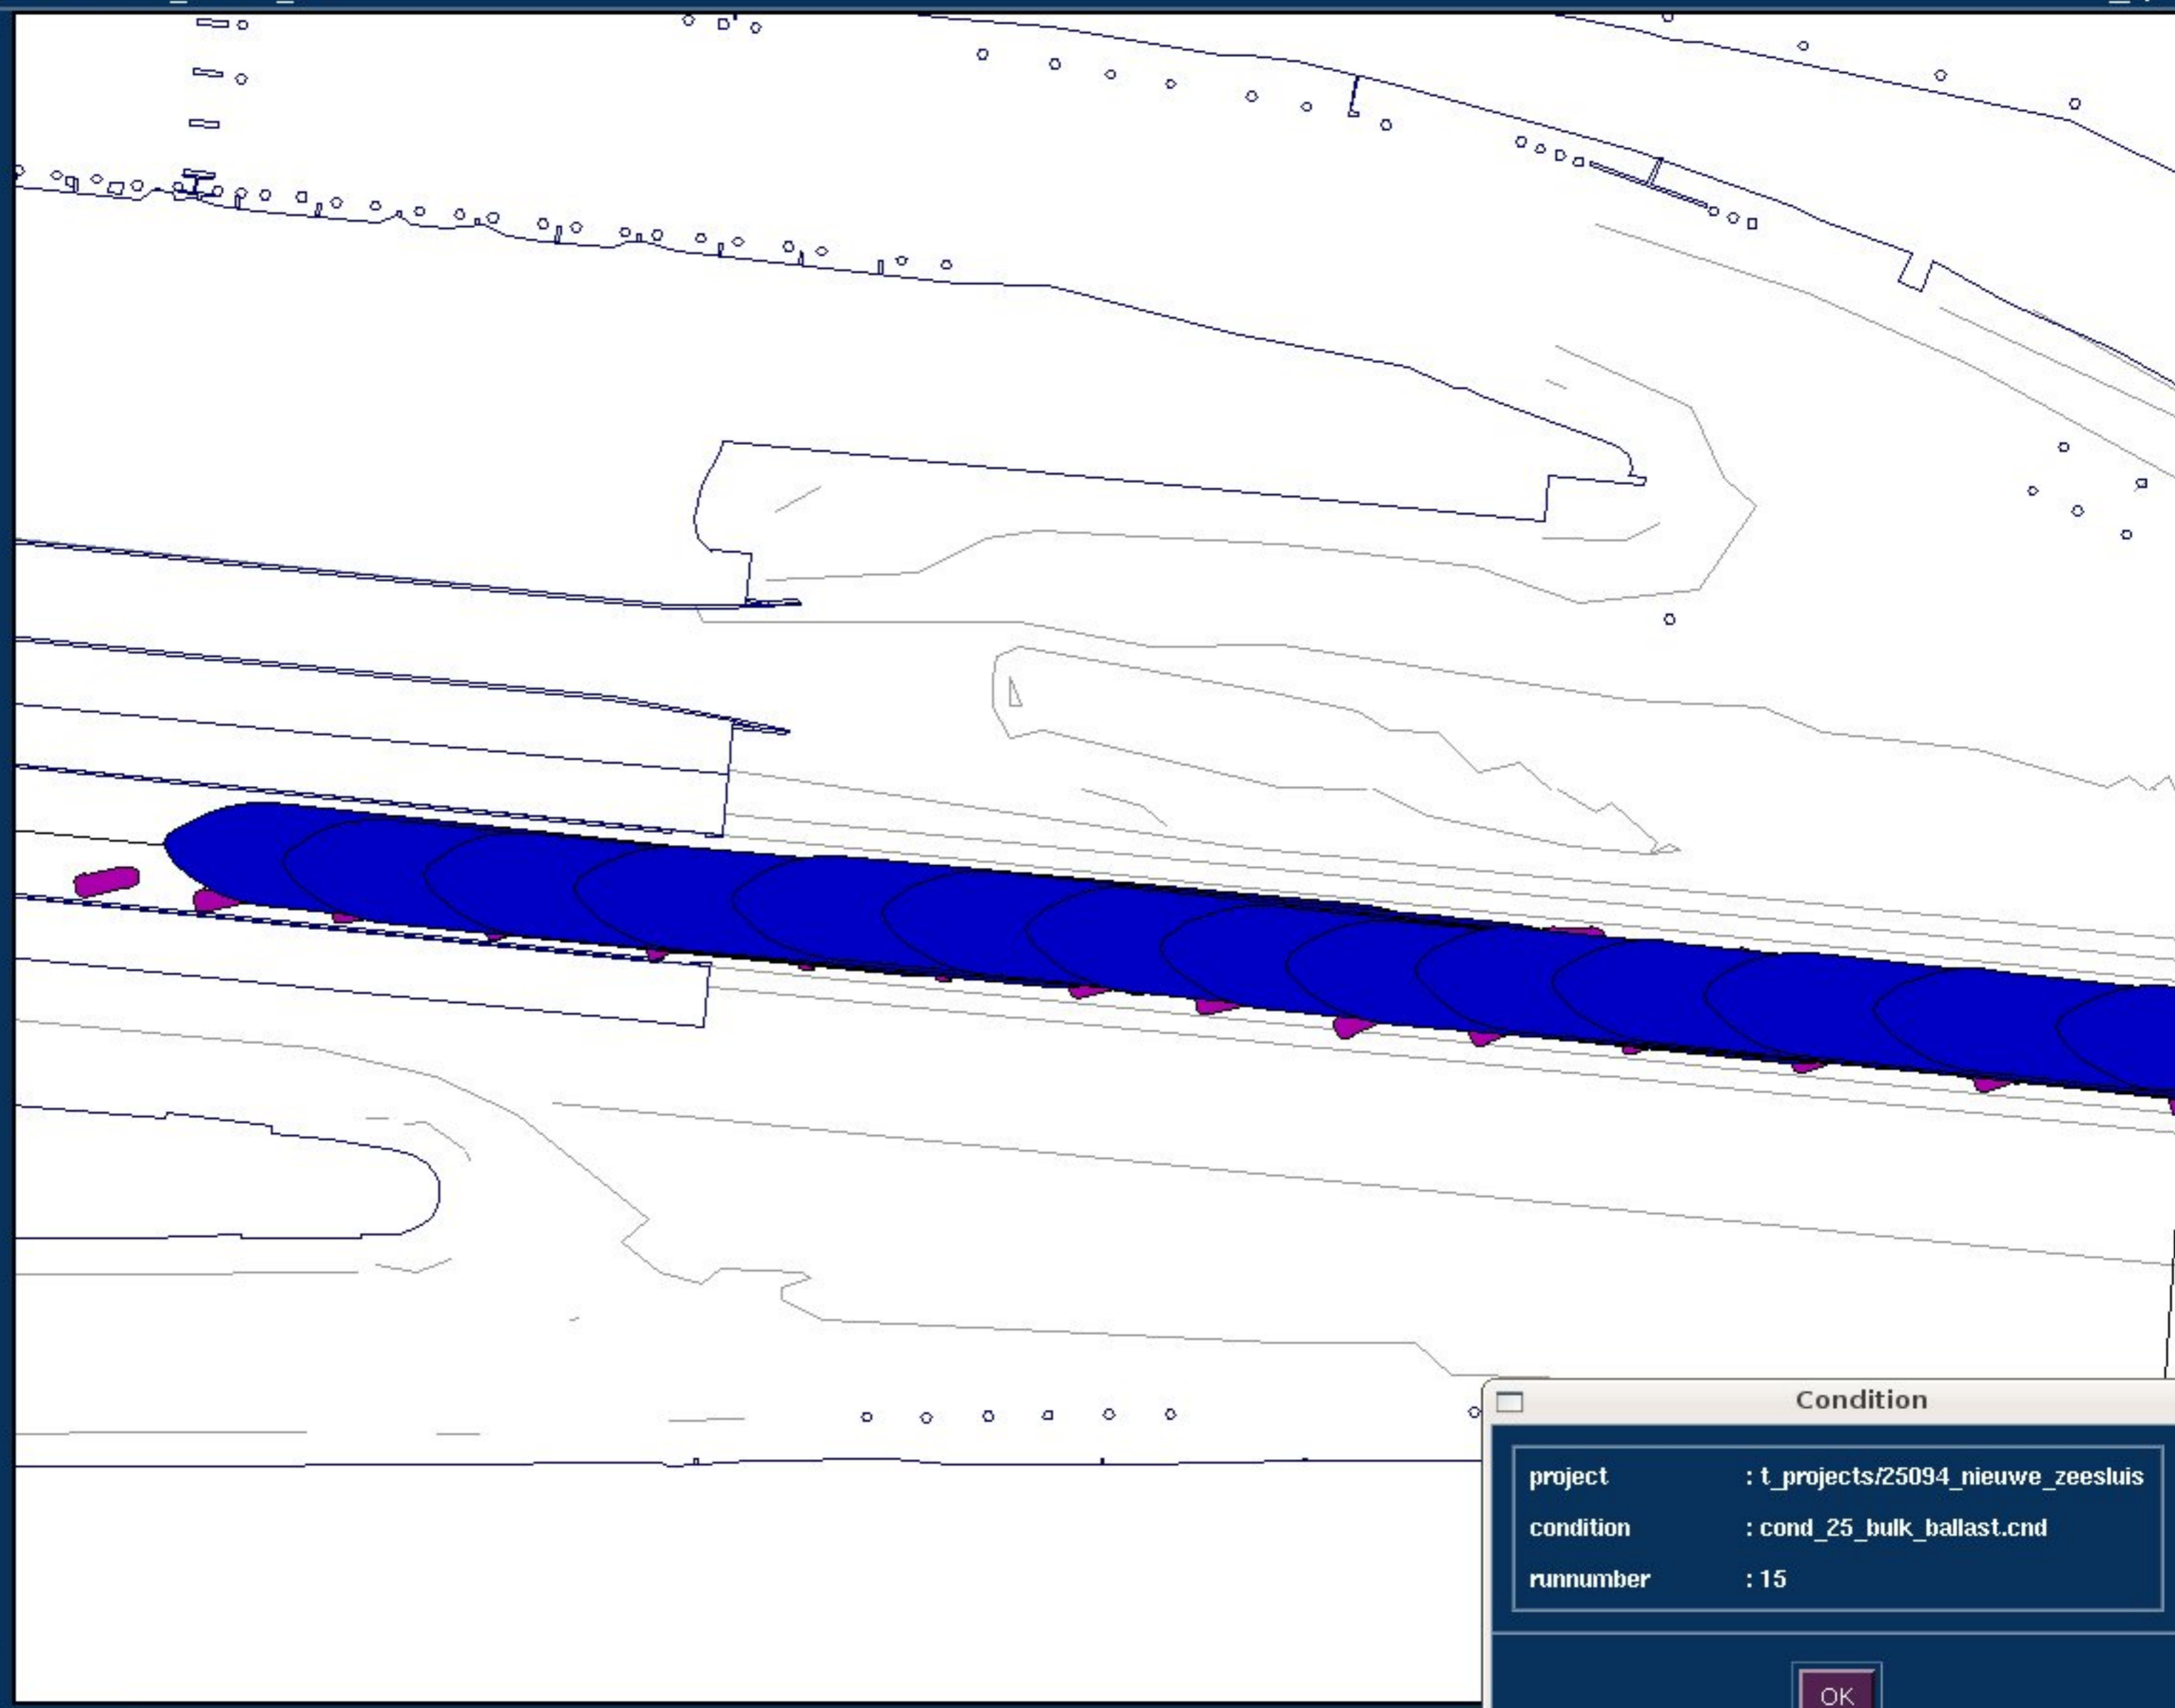 Condition
project : t_projects/25094_nieuwe_zeesluis
condition : cond_25_bulk_ballast.cnd
runnumber : 15
OK